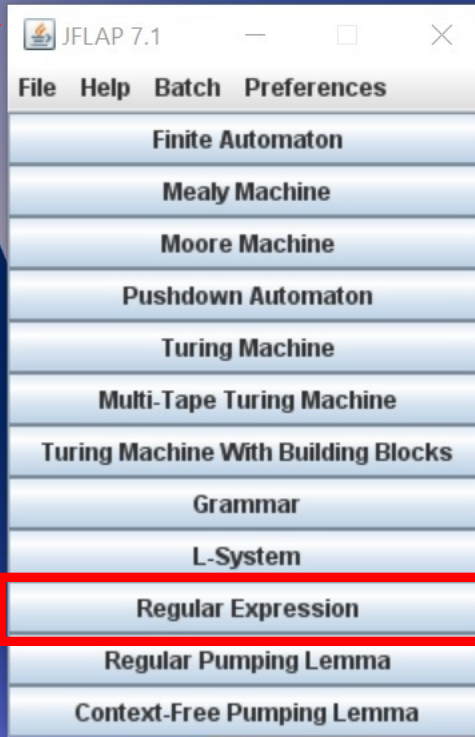 JFLAP 7.1
File Help Batch Preferences
Finite Automaton
Mealy Machine
Moore Machine
Pushdown Automaton
Turing Machine
Multi-Tape Turing Machine
Turing Machine With Building Blocks
Grammar
L-System
Regular Expression
Regular Pumping Lemma
Context-Free Pumping Lemma